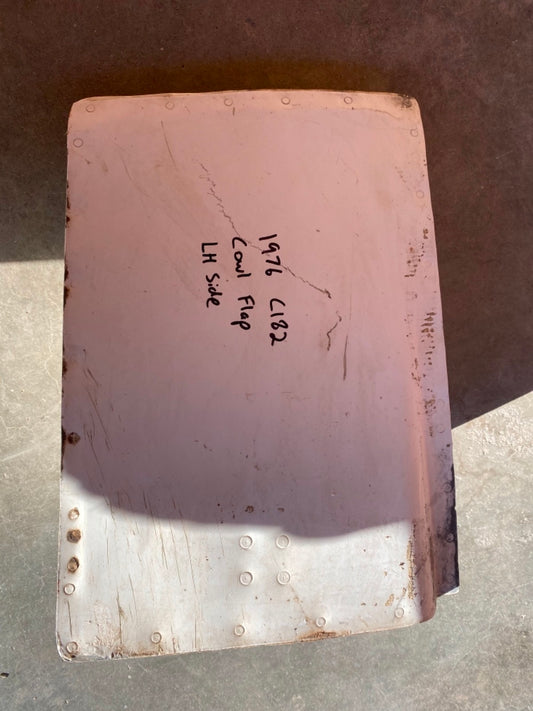 1976 C182
Cowl Flap
LH Side